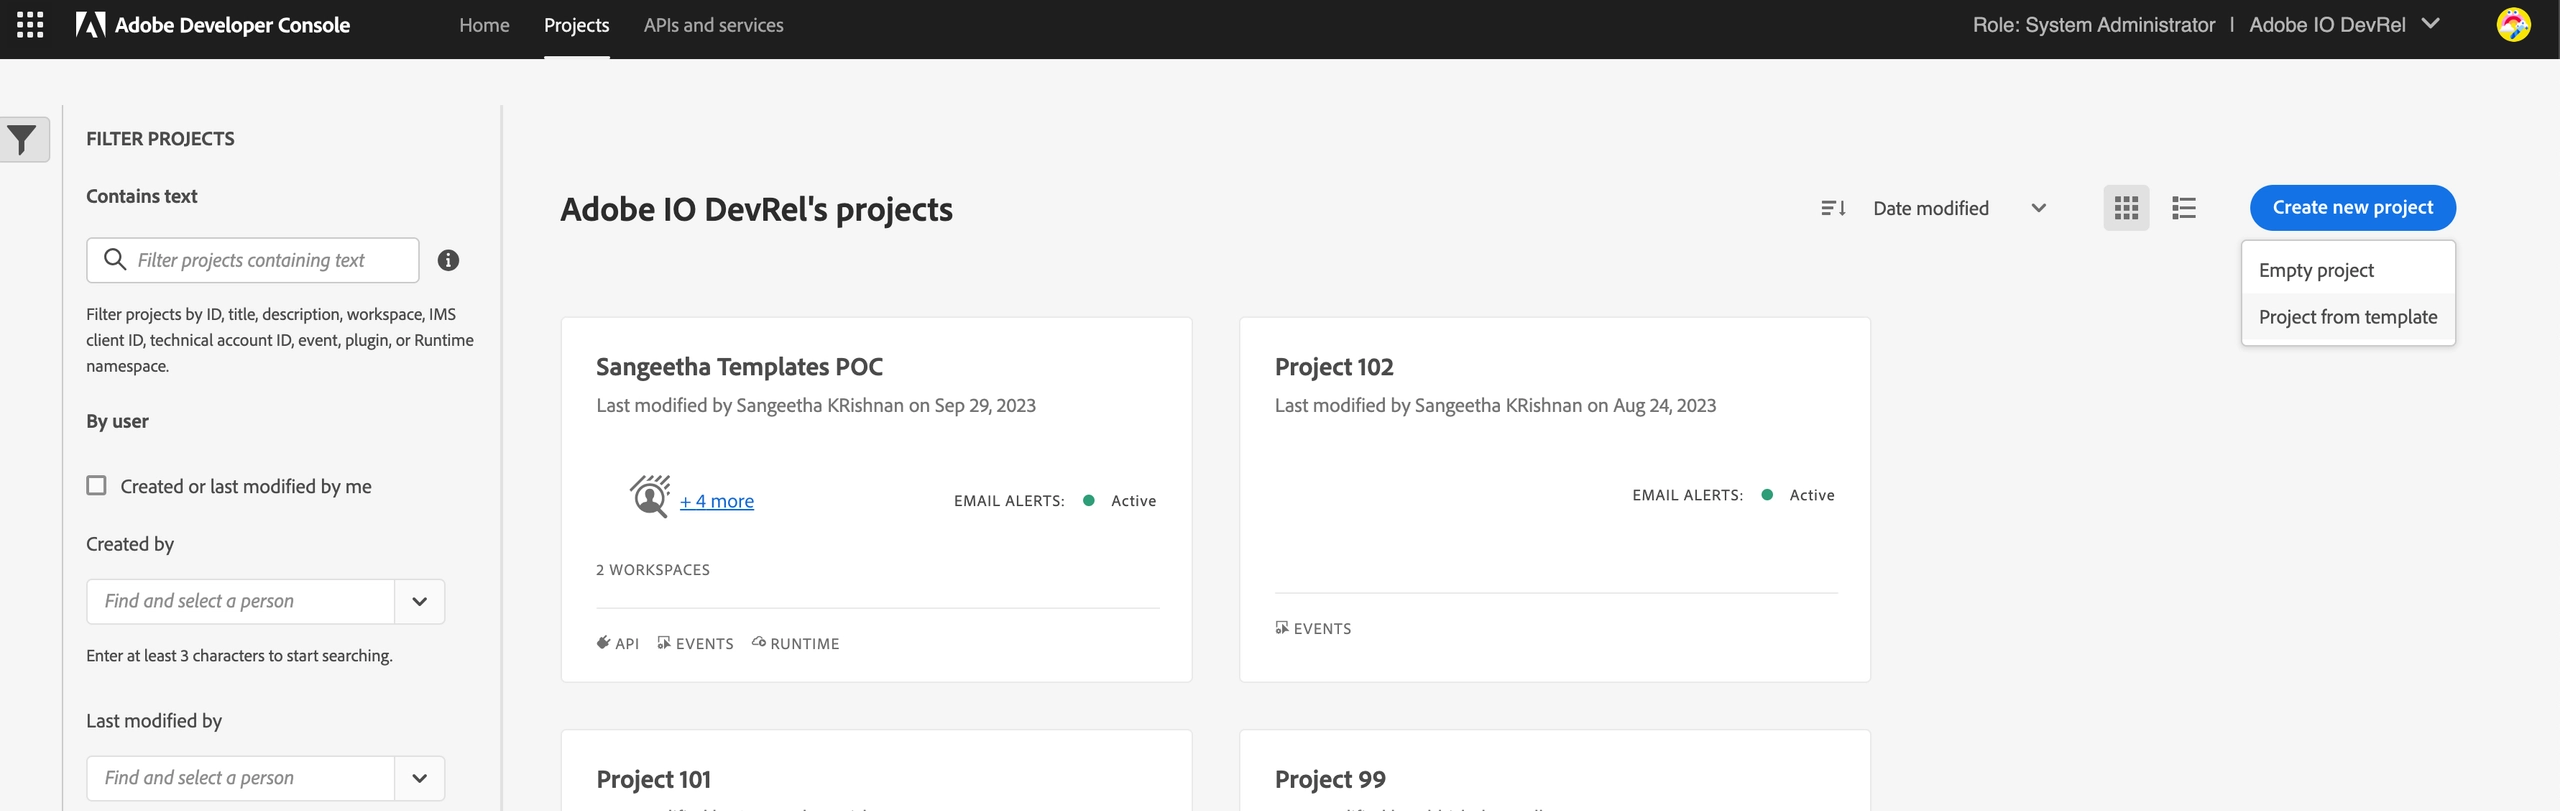 Adobe Developer Console
Home
Projects
APIs and services
Role: System Administrator | Adobe IO DevRel
FILTER PROJECTS
Contains text
Filter projects containing text
Filter projects by ID, title, description, workspace, IMS
client ID, technical account ID, event, plugin, or Runtime
namespace.
By user
Created or last modified by me
Created by
Find and select a person
Enter at least 3 characters to start searching.
Last modified by
Find and select a person
Adobe IO DevRel's projects
Date modified
Create new project
Empty project
Project from template
Sangeetha Templates POC
Last modified by Sangeetha KRishnan on Sep 29, 2023
+ 4 more
EMAIL ALERTS: Active
2 WORKSPACES
API EVENTS RUNTIME
Project 102
Last modified by Sangeetha KRishnan on Aug 24, 2023
EMAIL ALERTS: Active
EVENTS
Project 101
Project 99